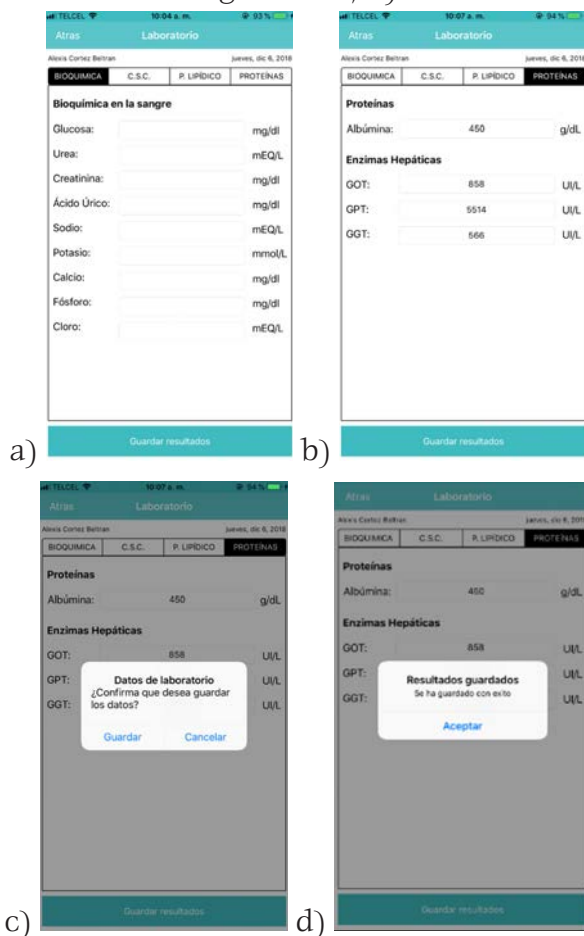 a)
TELCEL 10:04 a. m. 93 %
Atras Laboratorio
Alexis Cortez Beltran jueves, dic 6, 2018
BIOQUIMICA C.S.C. P. LIPÍDICO PROTEÍNAS
Bioquímica en la sangre
Glucosa: mg/dl
Urea: mEQ/L
Creatinina: mg/dl
Ácido Úrico: mg/dl
Sodio: mEQ/L
Potasio: mmol/L
Calcio: mg/dl
Fósforo: mg/dl
Cloro: mEQ/L
Guardar resultados
b)
TELCEL 10:07 a. m. 94 %
Atras Laboratorio
Alexis Cortez Beltran jueves, dic 6, 2018
BIOQUIMICA C.S.C. P. LIPÍDICO PROTEÍNAS
Proteínas
Albúmina: 450 g/dL
Enzimas Hepáticas
GOT: 858 UI/L
GPT: 5514 UI/L
GGT: 566 UI/L
Guardar resultados
c)
TELCEL 10:07 a. m. 94 %
Atras Laboratorio
Alexis Cortez Beltran jueves, dic 6, 2018
BIOQUIMICA C.S.C. P. LIPÍDICO PROTEÍNAS
Proteínas
Albúmina: 450 g/dL
Enzimas Hepáticas
GOT: 858 UI/L
GPT: UI/L
GGT: UI/L
Datos de laboratorio
¿Confirma que desea guardar
los datos?
Guardar Cancelar
Guardar resultados
d)
Atras Laboratorio
Alexis Cortez Beltran jueves, dic 6, 2018
BIOQUIMICA C.S.C. P. LIPÍDICO PROTEÍNAS
Proteínas
Albúmina: 450 g/dL
Enzimas Hepáticas
GOT: 858 UI/L
GPT: UI/L
GGT: UI/L
Resultados guardados
Se ha guardado con exito
Aceptar
Guardar resultados